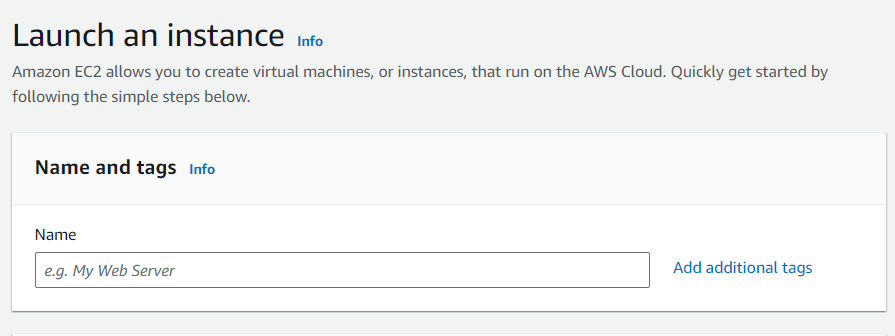 Launch an instance Info
Amazon EC2 allows you to create virtual machines, or instances, that run on the AWS Cloud. Quickly get started by
following the simple steps below.
Name and tags Info
Name
e.g. My Web Server Add additional tags